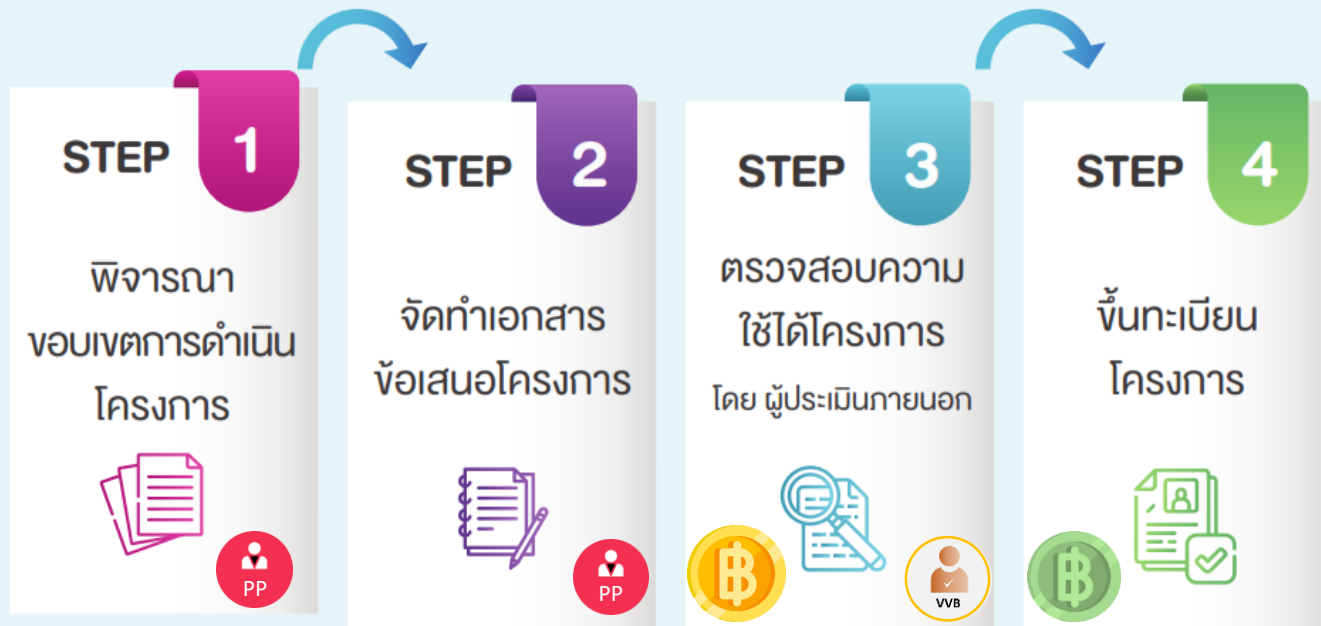 STEP 1
พิจารณา
ขอบเขตการดำเนิน
โครงการ
PP
STEP 2
จัดทำเอกสาร
ข้อเสนอโครงการ
PP
STEP 3
ตรวจสอบความ
ใช้ได้โครงการ
โดย ผู้ประเมินภายนอก
฿
VVB
STEP 4
ขึ้นทะเบียน
โครงการ
฿